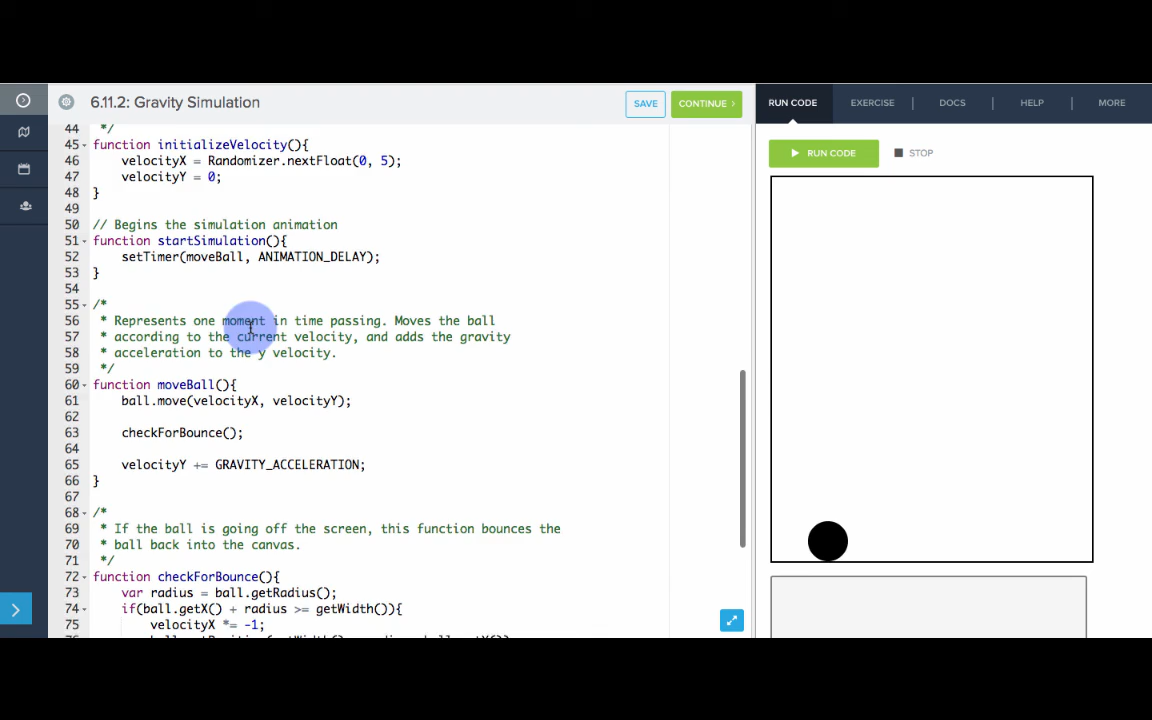 6.11.2: Gravity Simulation
SAVE
CONTINUE
RUN CODE
EXERCISE
DOCS
HELP
MORE
RUN CODE
STOP
44 */
45 function initializeVelocity(){
46 velocityX = Randomizer.nextFloat(0, 5);
47 velocityY = 0;
48 }
49
50 // Begins the simulation animation
51 function startSimulation(){
52 setTimer(moveBall, ANIMATION_DELAY);
53 }
54
55 /*
56 * Represents one moment in time passing. Moves the ball
57 * according to the current velocity, and adds the gravity
58 * acceleration to the y velocity.
59 */
60 function moveBall(){
61 ball.move(velocityX, velocityY);
62
63 checkForBounce();
64
65 velocityY += GRAVITY_ACCELERATION;
66 }
67
68 /*
69 * If the ball is going off the screen, this function bounces the
70 * ball back into the canvas.
71 */
72 function checkForBounce(){
73 var radius = ball.getRadius();
74 if(ball.getX() + radius >= getWidth()){
75 velocityX *= -1;